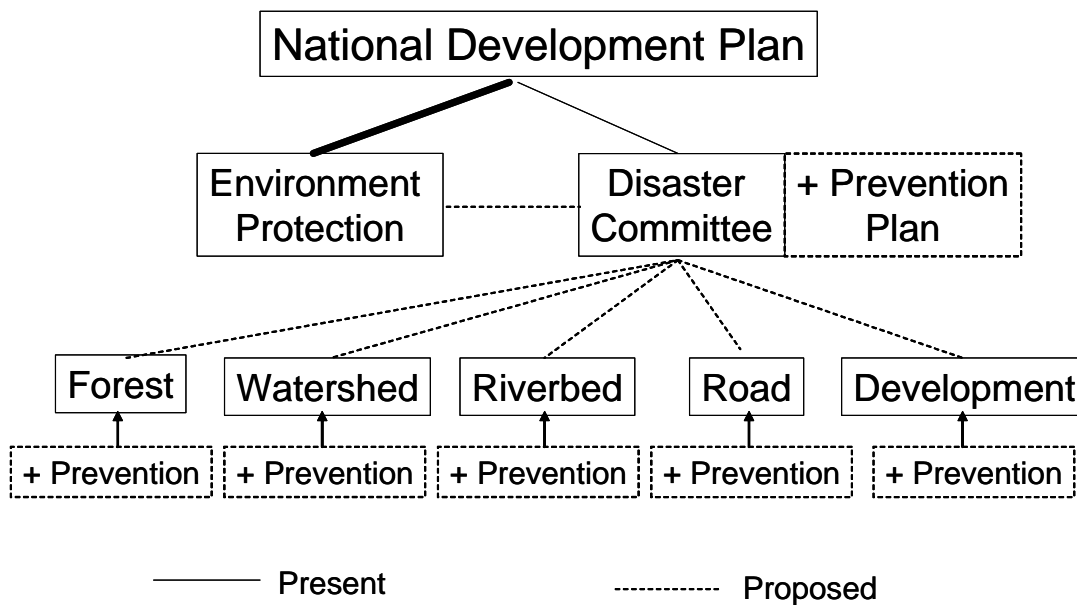 National Development Plan
Environment
Protection
Disaster
Committee
+ Prevention
Plan
Forest
Watershed
Riverbed
Road
Development
+ Prevention
+ Prevention
+ Prevention
+ Prevention
+ Prevention
Present
Proposed